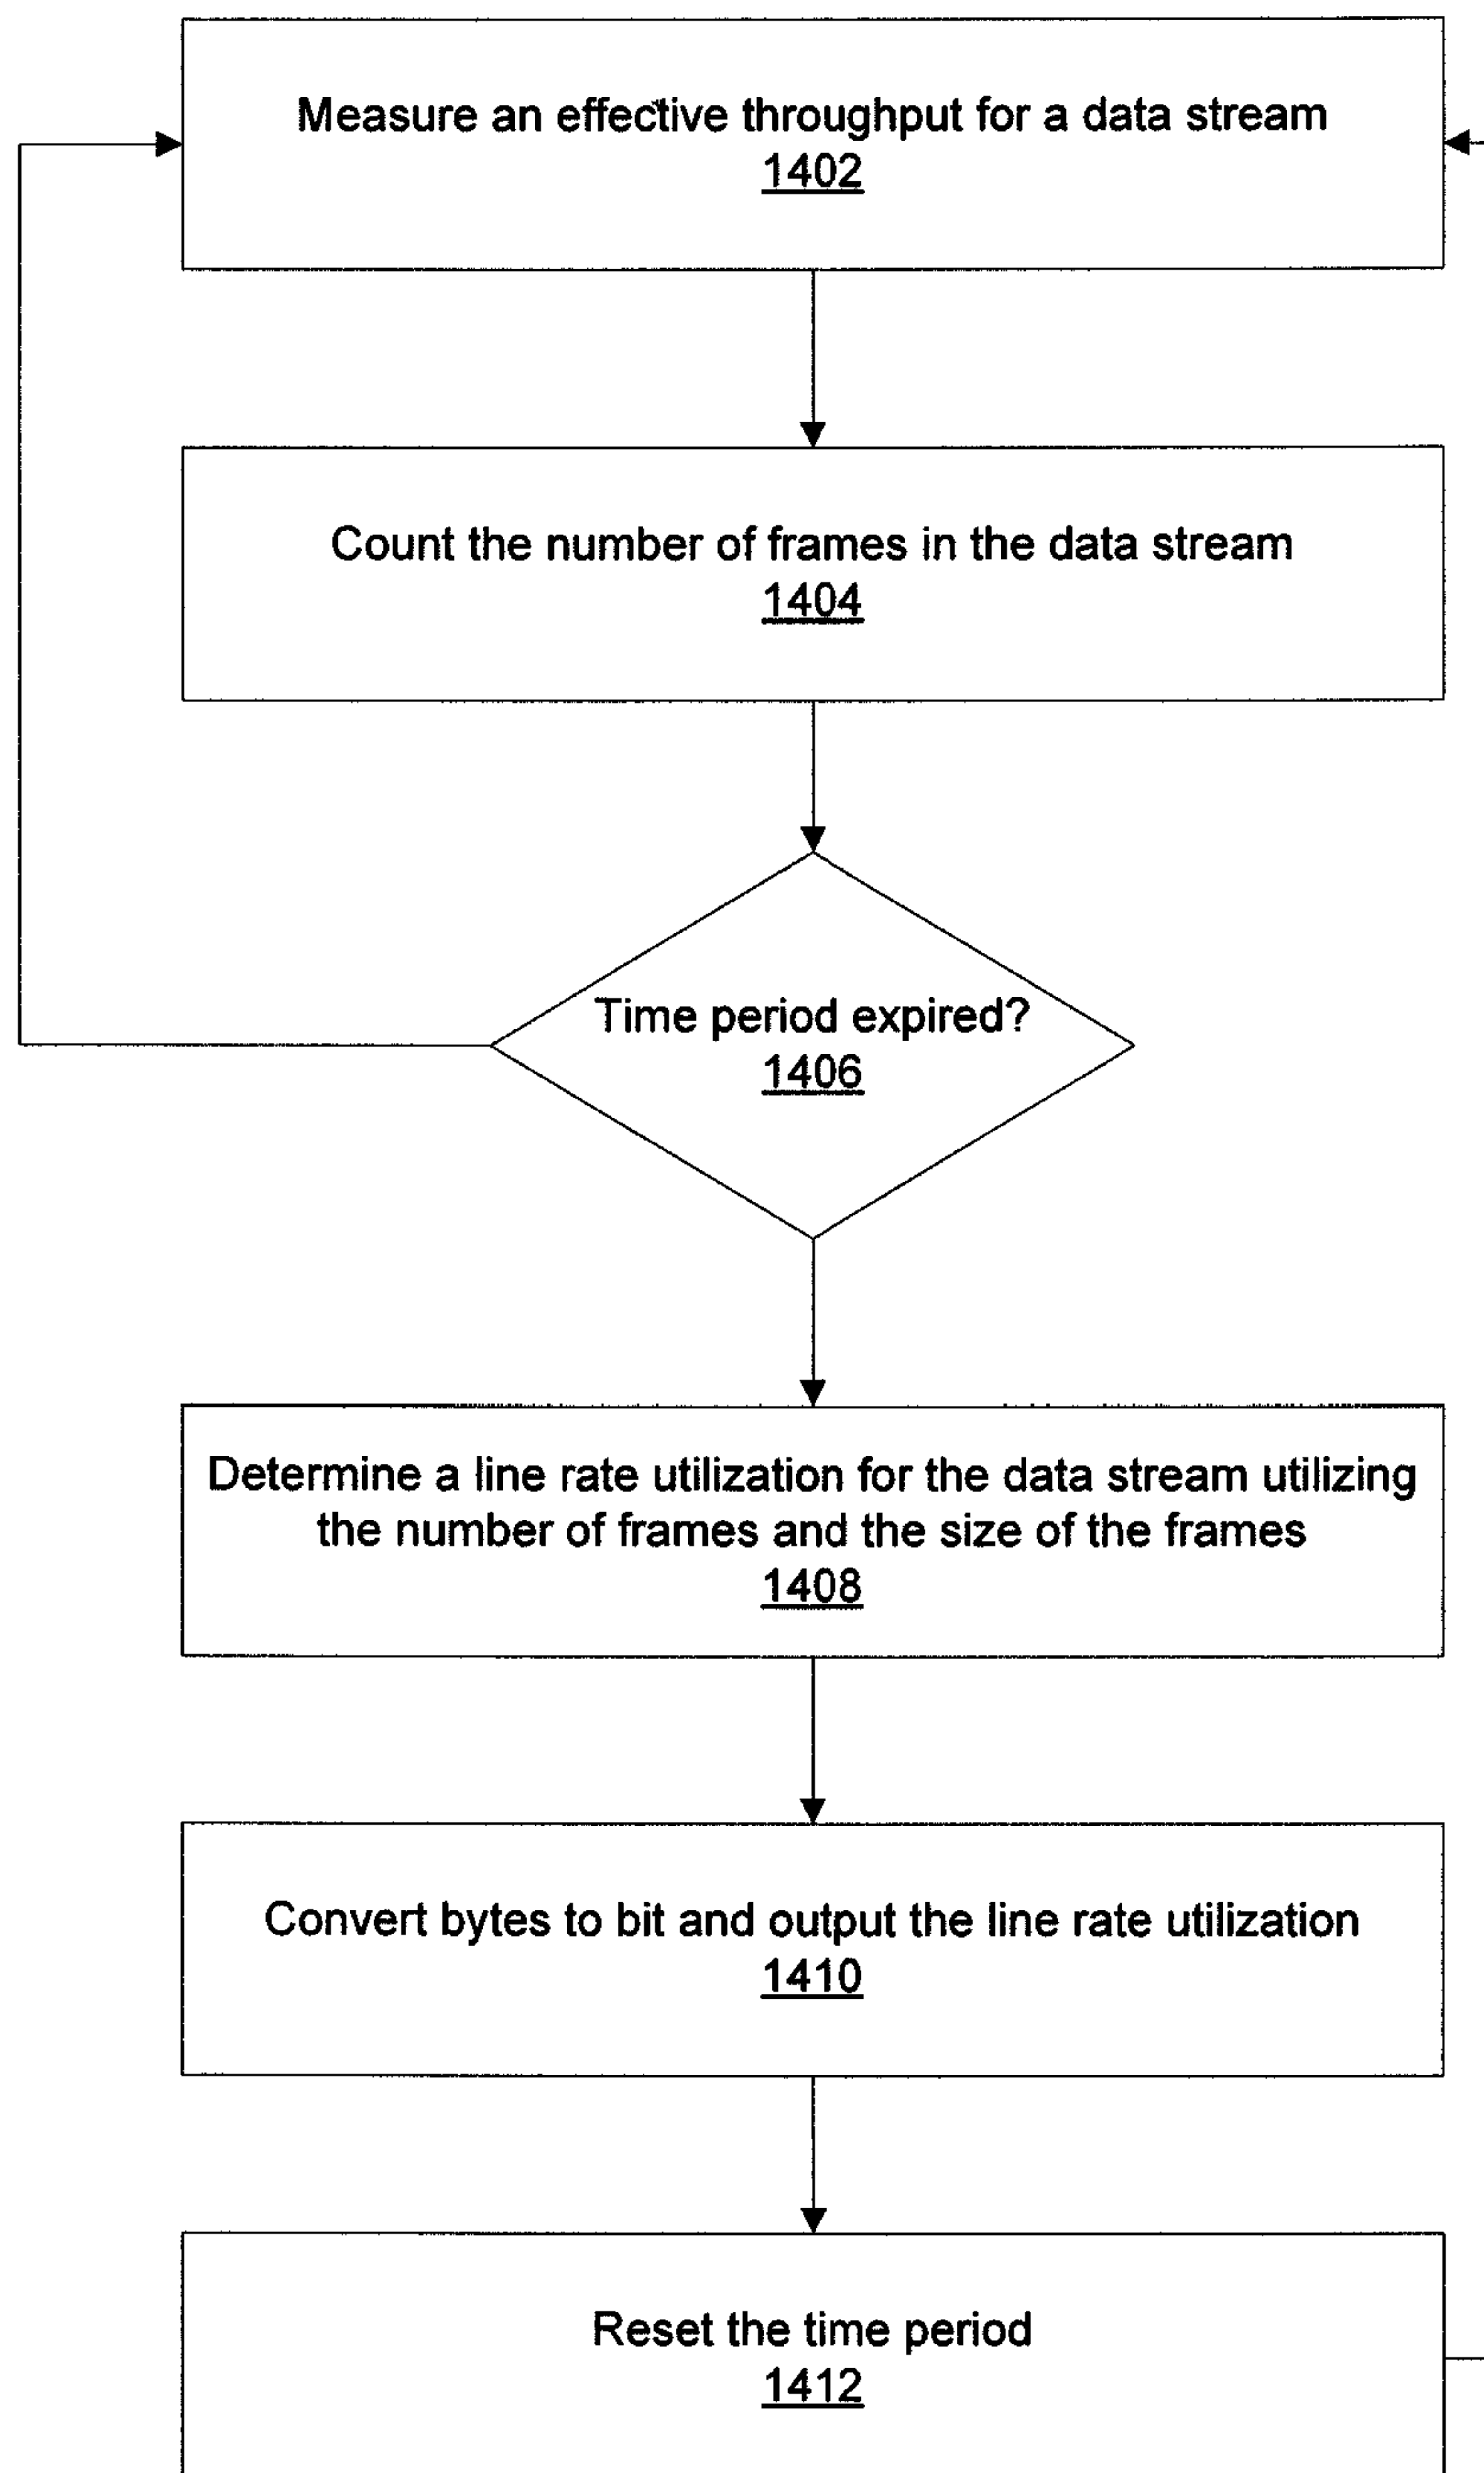 Measure an effective throughput for a data stream
1402
Count the number of frames in the data stream
1404
Time period expired?
1406
Determine a line rate utilization for the data stream utilizing
the number of frames and the size of the frames
1408
Convert bytes to bit and output the line rate utilization
1410
Reset the time period
1412